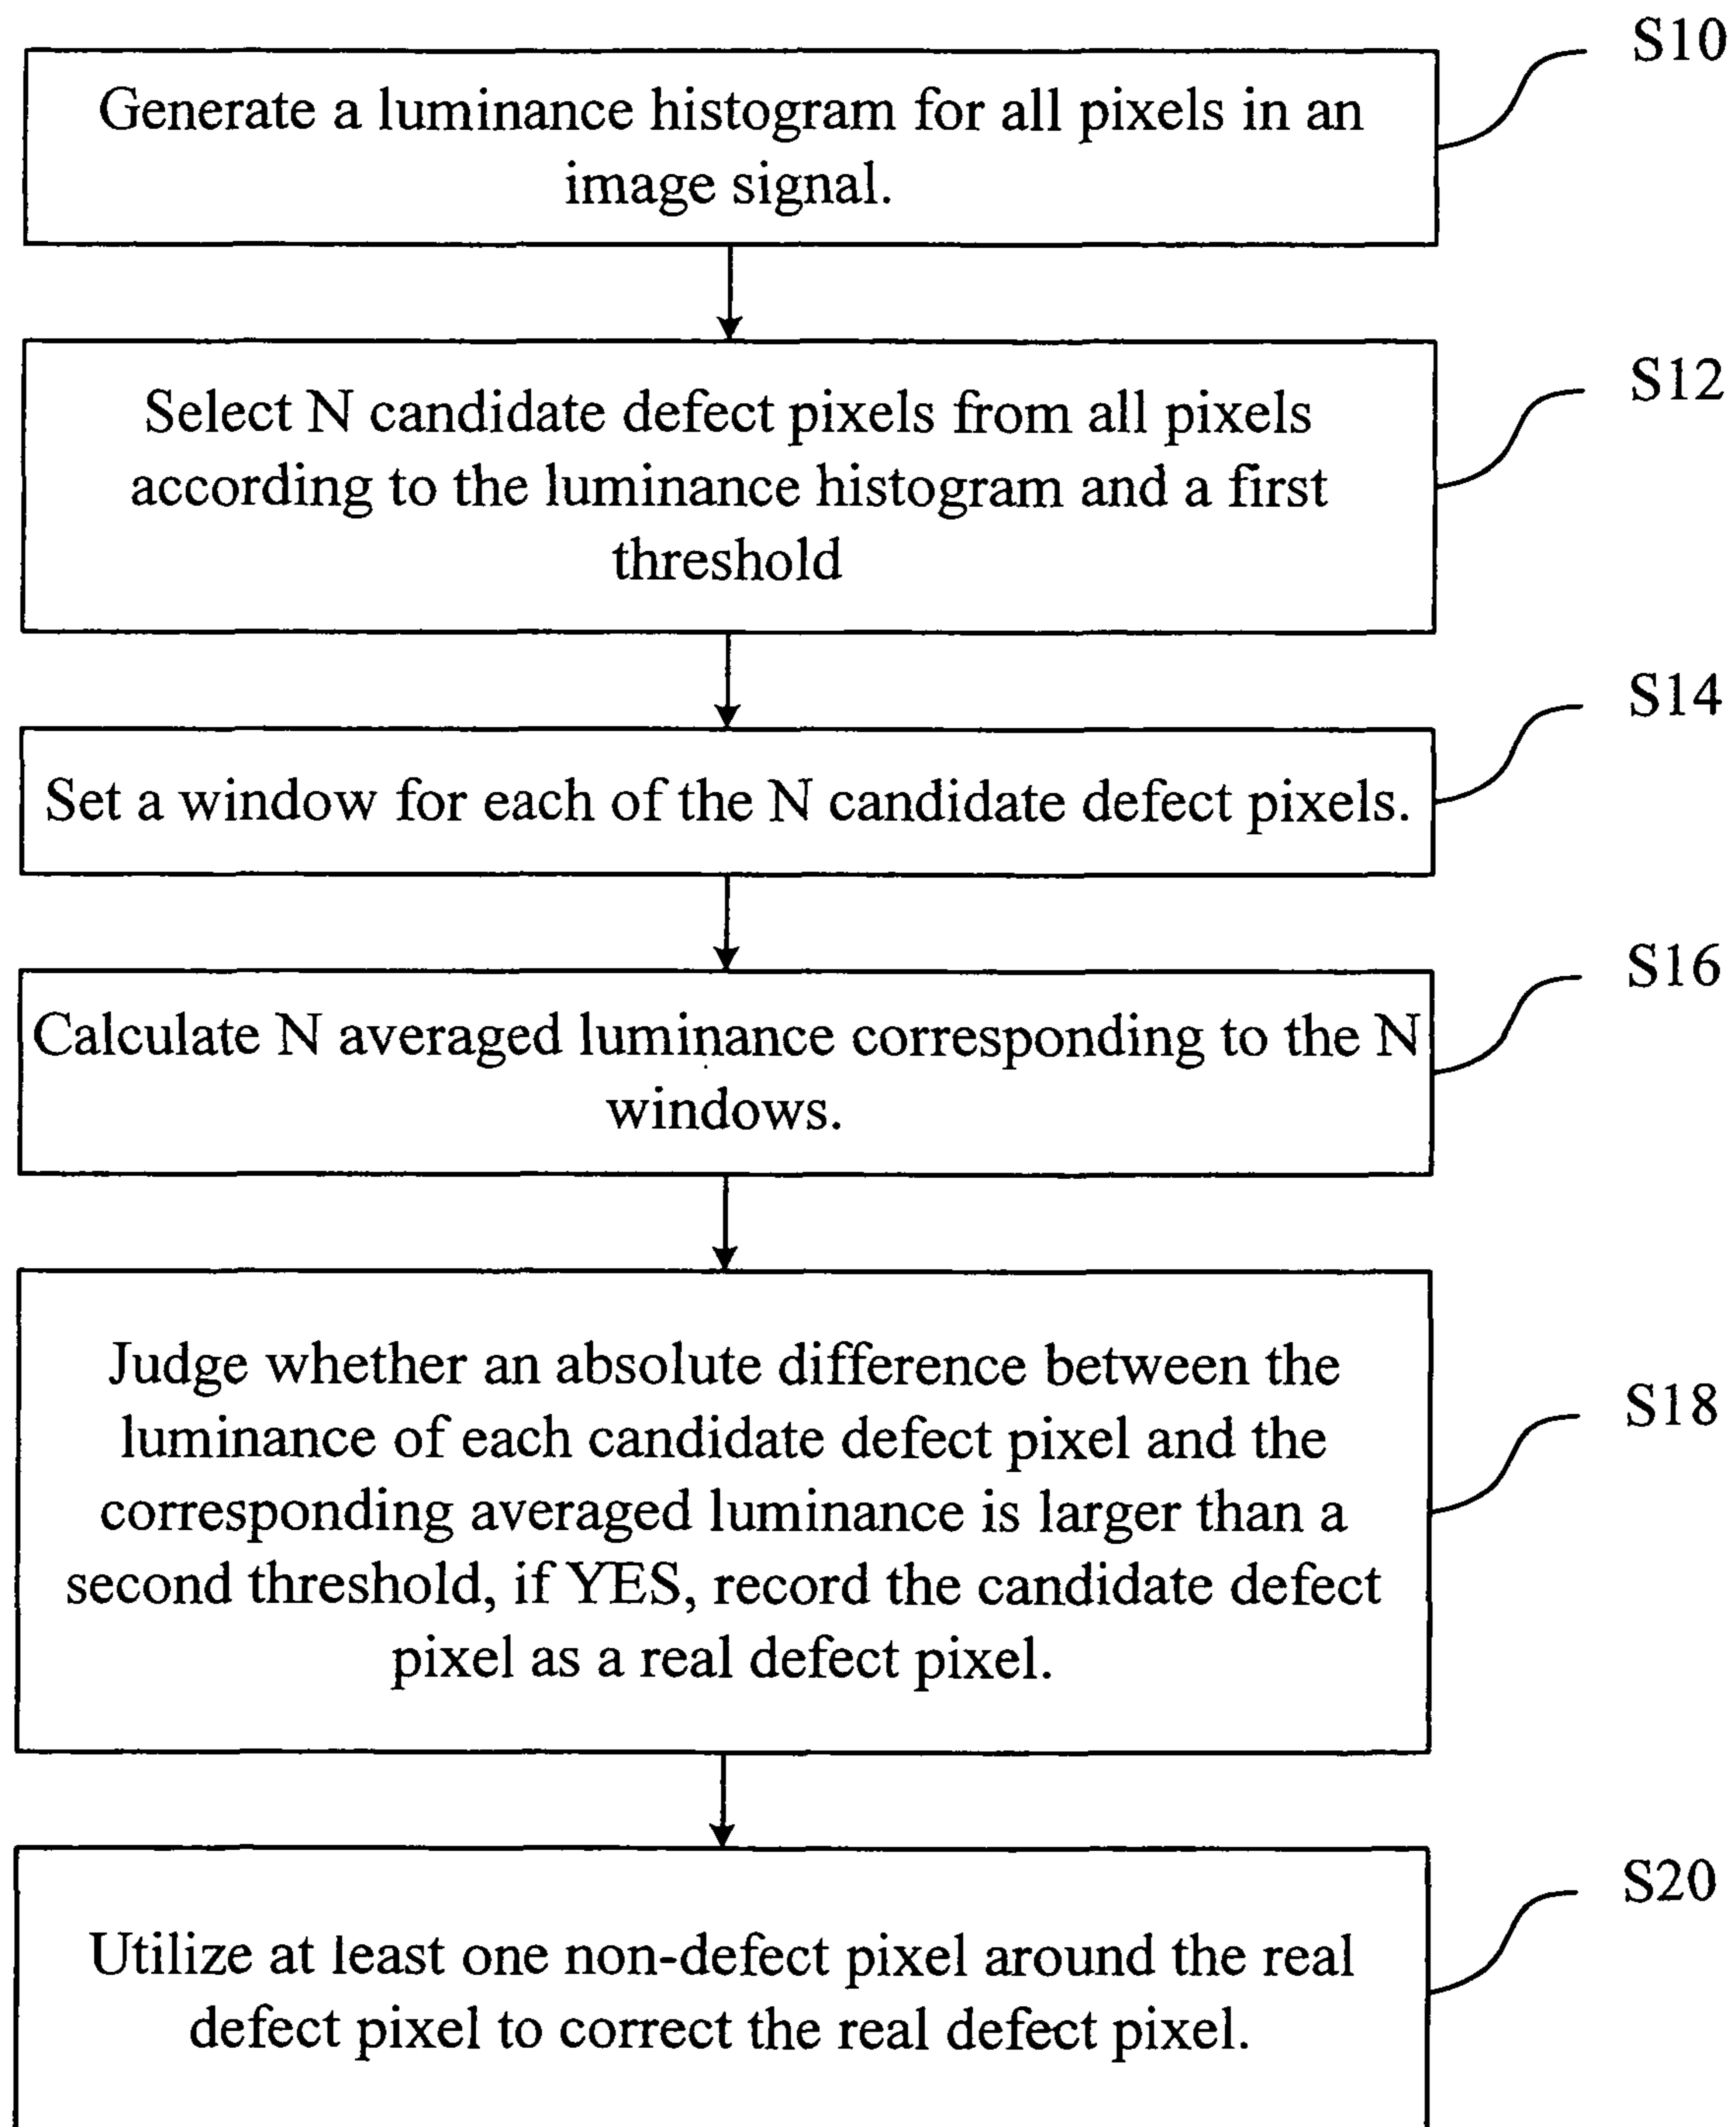 S10
Generate a luminance histogram for all pixels in an
image signal.
S12
Select N candidate defect pixels from all pixels
according to the luminance histogram and a first
threshold
S14
Set a window for each of the N candidate defect pixels.
S16
Calculate N averaged luminance corresponding to the N
windows.
S18
Judge whether an absolute difference between the
luminance of each candidate defect pixel and the
corresponding averaged luminance is larger than a
second threshold, if YES, record the candidate defect
pixel as a real defect pixel.
S20
Utilize at least one non-defect pixel around the real
defect pixel to correct the real defect pixel.